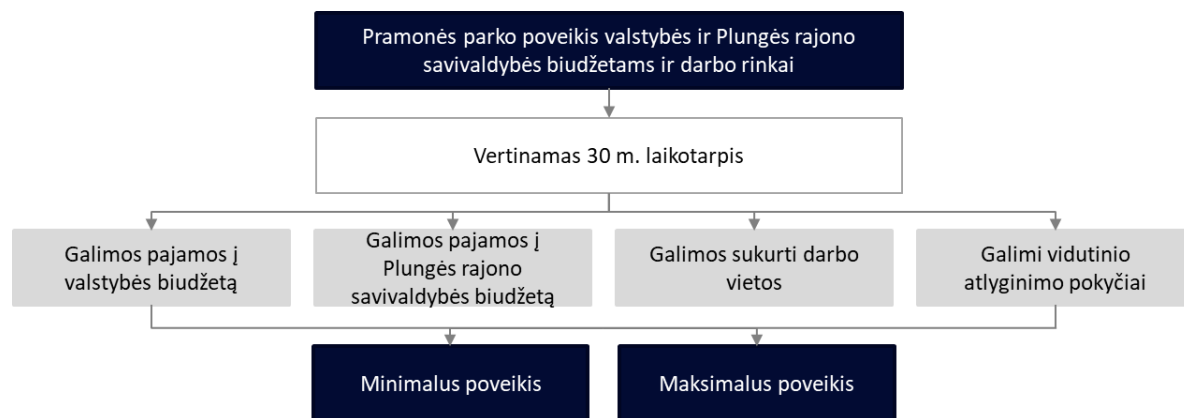 Pramonės parko poveikis valstybės ir Plungės rajono
savivaldybės biudžetams ir darbo rinkai
Vertinamas 30 m. laikotarpis
Galimos pajamos į
valstybės biudžetą
Galimos pajamos į
Plungės rajono
savivaldybės biudžetą
Galimos sukurti darbo
vietos
Galimi vidutinio
atlyginimo pokyčiai
Minimalus poveikis
Maksimalus poveikis